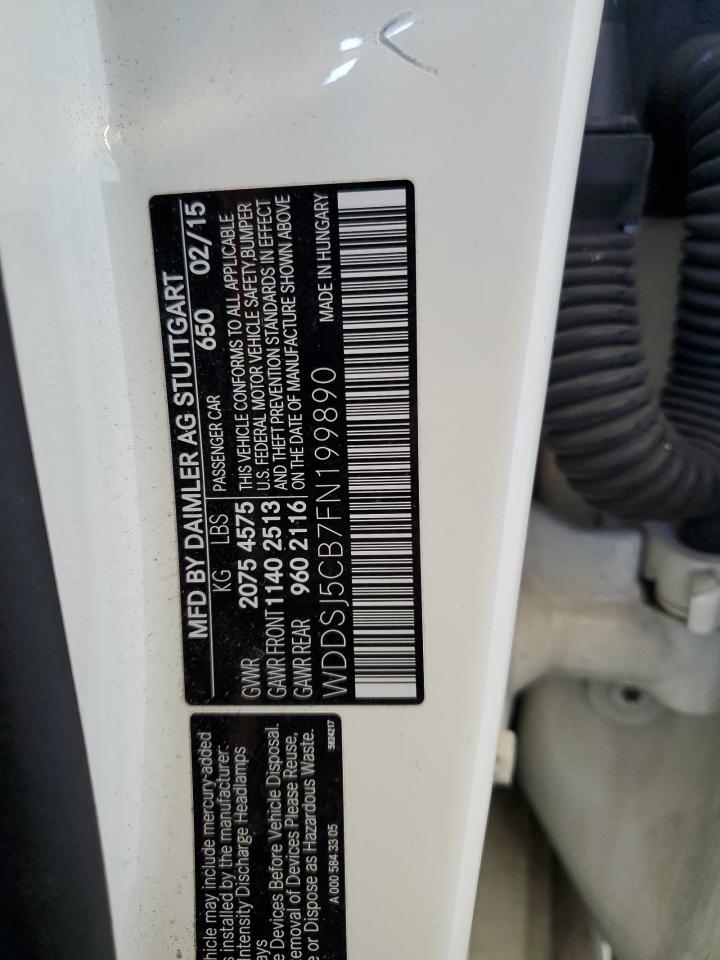 MFD BY DAIMLER AG STUTTGART
KG LBS PASSENGER CAR 650 02/15
GVWR 2075 4575 THIS VEHICLE CONFORMS TO ALL APPLICABLE
GAWR FRONT 1140 2513 U.S. FEDERAL MOTOR VEHICLE SAFETY, BUMPER
GAWR REAR 960 2116 AND THEFT PREVENTION STANDARDS IN EFFECT
ON THE DATE OF MANUFACTURE SHOWN ABOVE
WDDSJ5CB7FN199890 MADE IN HUNGARY
hicle may include mercury-added
s installed by the manufacturer:
ntensity Discharge Headlamps
ays
e Devices Before Vehicle Disposal.
emoval of Devices Please Reuse,
e or Dispose as Hazardous Waste.
A 000 584 33 05 5824217